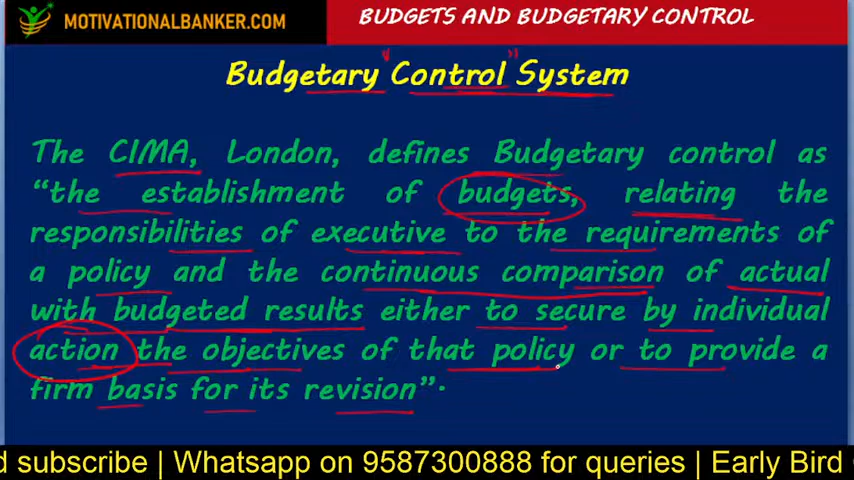 MOTIVATIONALBANKER.COM
BUDGETS AND BUDGETARY CONTROL
Budgetary "Control" System
The CIMA, London, defines Budgetary control as
“the establishment of budgets, relating the
responsibilities of executive to the requirements of
a policy and the continuous comparison of actual
with budgeted results either to secure by individual
action the objectives of that policy or to provide a
firm basis for its revision”.
d subscribe | Whatsapp on 9587300888 for queries | Early Bird